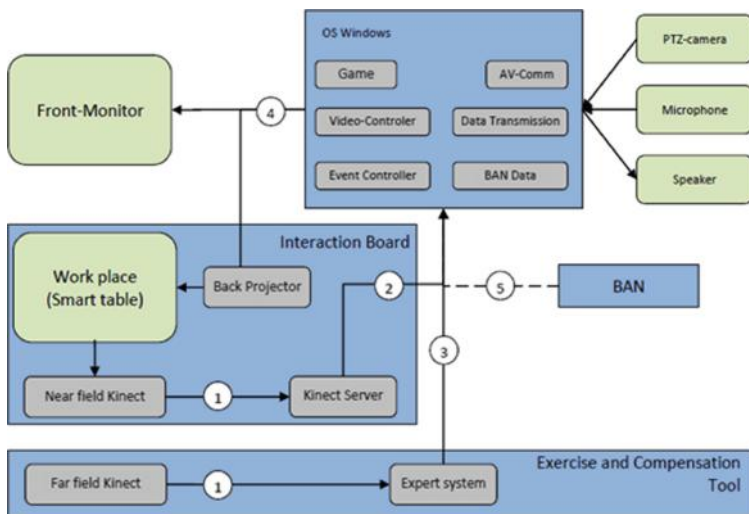 OS Windows
Game
AV-Comm
PTZ-camera
Front-Monitor
4
Video-Controler
Data Transmission
Microphone
Event Controller
BAN Data
Speaker
Interaction Board
Work place
(Smart table)
Back Projector
2
5
BAN
3
Near field Kinect
1
Kinect Server
Exercise and Compensation
Tool
Far field Kinect
1
Expert system